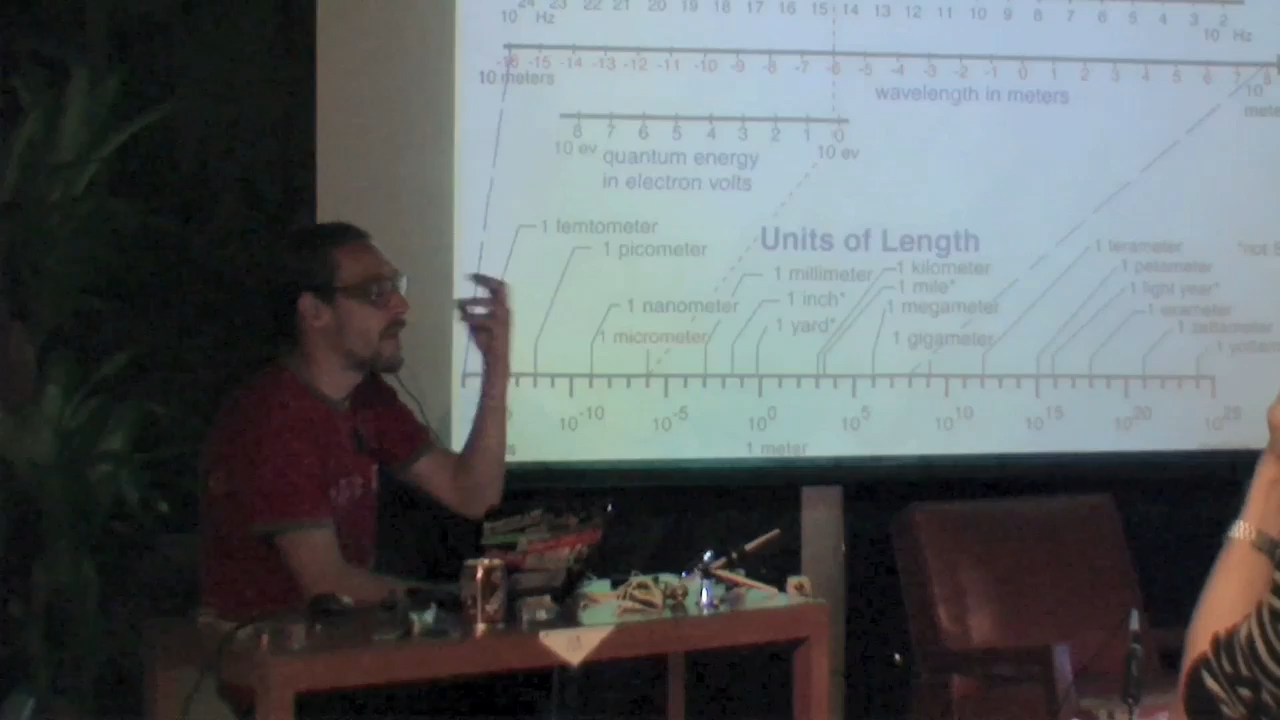 24 23 22 21 20 19 18 17 16 15 14 13 12 11 10 9 8 7 6 5 4 3 2
10 Hz
10 Hz
-16 -15 -14 -13 -12 -11 -10 -9 -8 -7 -6 -5 -4 -3 -2 -1 0 1 2 3 4 5 6 7 8
10 meters
10
wavelength in meters
8 7 6 5 4 3 2 1 0
10 ev
10 ev
quantum energy
in electron volts
Units of Length
1 femtometer
1 picometer
1 nanometer
1 micrometer
1 millimeter
1 inch*
1 yard*
1 kilometer
1 mile*
1 megameter
1 gigameter
1 terameter
1 petameter
1 light year*
1 exameter
1 zettameter
*not
10^-10 10^-5 10^0 10^5 10^10 10^15 10^20 10^25
1 meter